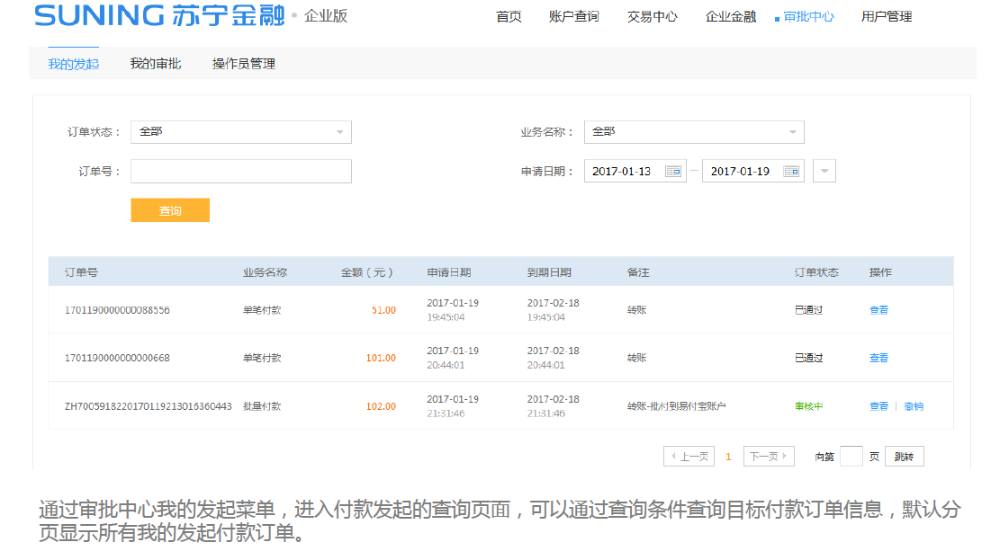 SUNING 苏宁金融 • 企业版
首页 账户查询 交易中心 企业金融 审批中心 用户管理
我的发起 我的审批 操作员管理
订单状态： 全部 业务名称： 全部
订单号： 申请日期： 2017-01-13 — 2017-01-19
查询
订单号 业务名称 金额（元） 申请日期 到期日期 备注 订单状态 操作
1701190000000088556 单笔付款 51.00 2017-01-19 2017-02-18 转账 已通过 查看
19:45:04 19:45:04
1701190000000000668 单笔付款 101.00 2017-01-19 2017-02-18 转账 已通过 查看
20:44:01 20:44:01
ZH7005918220170119213016360443 批量付款 102.00 2017-01-19 2017-02-18 转账-批付到易付宝账户 审核中 查看 | 撤销
21:31:46 21:31:46
上一页 1 下一页 向第 页 跳转
通过审批中心我的发起菜单，进入付款发起的查询页面，可以通过查询条件查询目标付款订单信息，默认分
页显示所有我的发起付款订单。